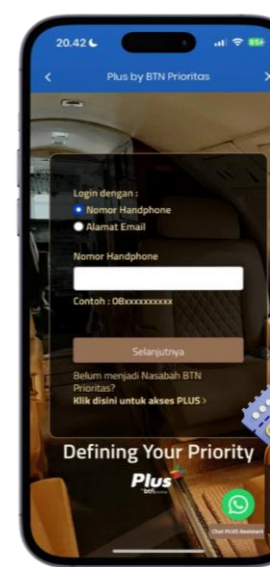 20.42
85+
Plus by BTN Prioritas
Login dengan :
Nomor Handphone
Alamat Email
Nomor Handphone
Contoh : 08xxxxxxxxxx
Selanjutnya
Belum menjadi Nasabah BTN
Prioritas?
Klik disini untuk akses PLUS >
Defining Your Priority
Plus
Chat PLUS Assistant